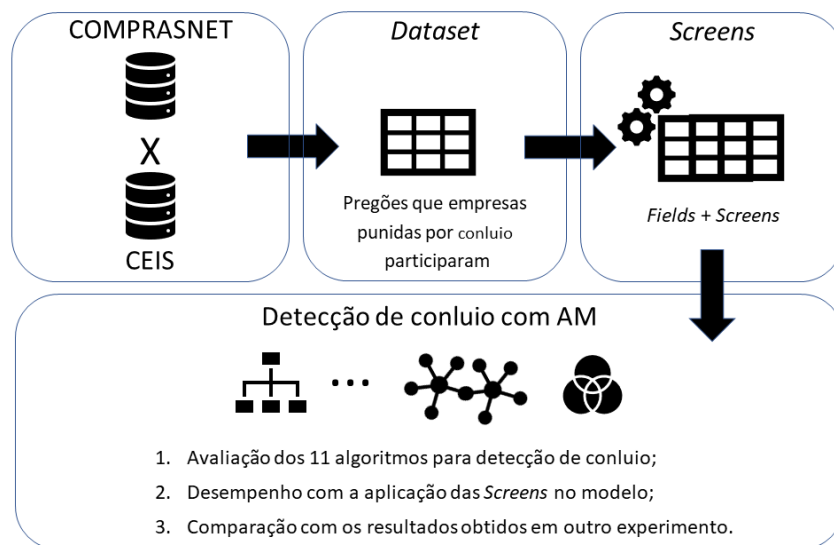 COMPRASNET
X
CEIS
Dataset
Pregões que empresas
punidas por conluio
participaram
Screens
Fields + Screens
Detecção de conluio com AM
...
1. Avaliação dos 11 algoritmos para detecção de conluio;
2. Desempenho com a aplicação das Screens no modelo;
3. Comparação com os resultados obtidos em outro experimento.